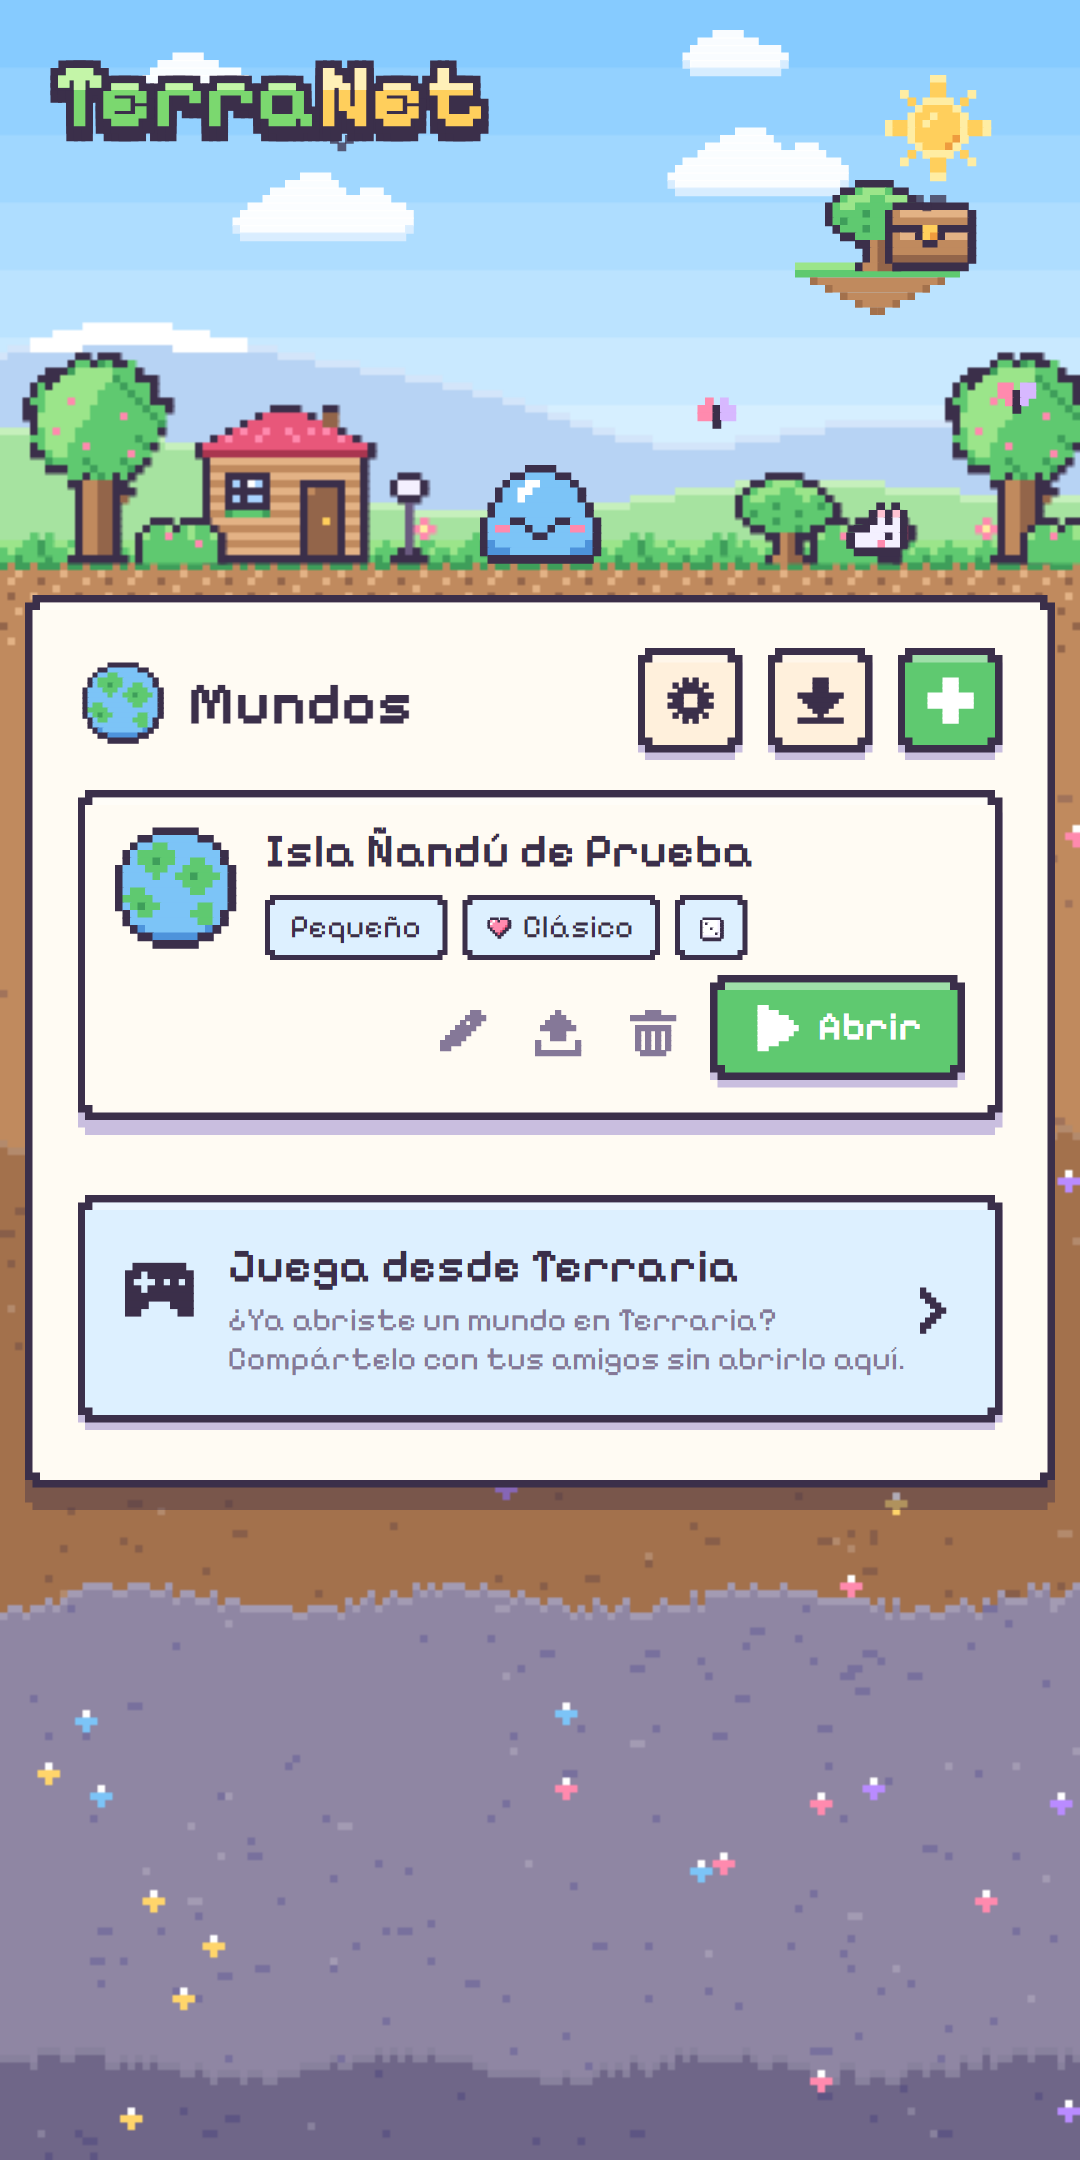 TerraNet
Mundos
Isla Ñandú de Prueba
Pequeño
Clásico
Abrir
Juega desde Terraria
¿Ya abriste un mundo en Terraria?
Compártelo con tus amigos sin abrirlo aquí.